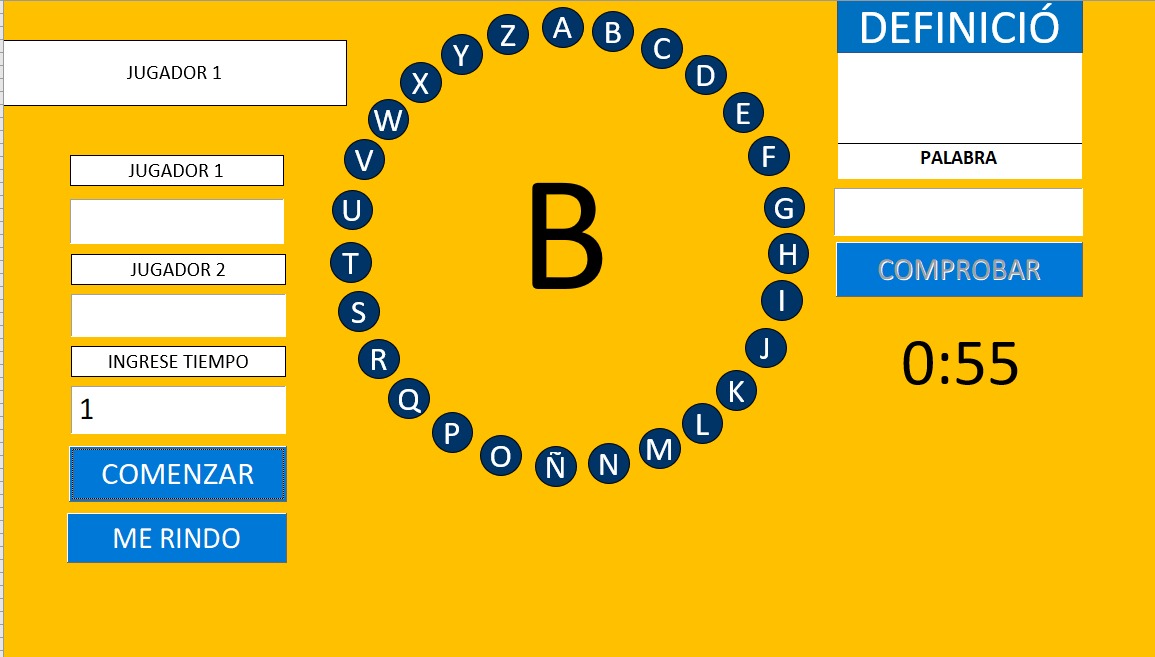 JUGADOR 1
JUGADOR 1
JUGADOR 2
INGRESE TIEMPO
1
COMENZAR
ME RINDO
A
B
C
D
E
F
G
H
I
J
K
L
M
N
Ñ
O
P
Q
R
S
T
U
V
W
X
Y
Z
B
DEFINICIÓ
PALABRA
COMPROBAR
0:55